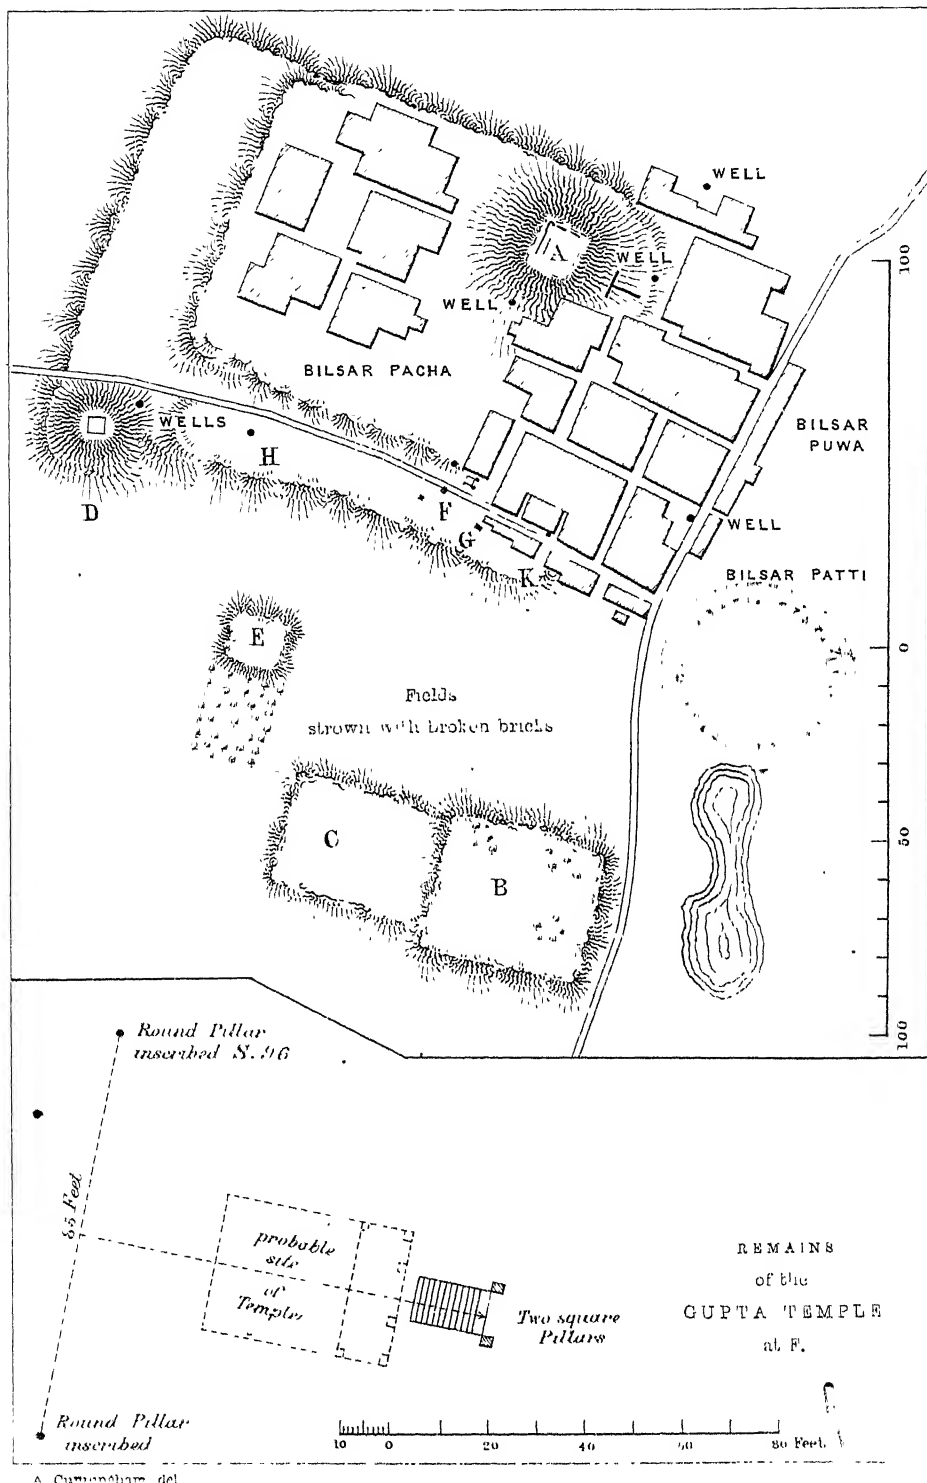 WELL
A
WELL
WELL
100
BILSAR PACHA
WELLS
BILSAR
PUWA
H
D
F
WELL
G
K
BILSAR PATTI
E
0
Fields
strown with broken bricks
C
50
B
100
Round Pillar
inscribed S. 96
85 Feet
probable
site
of
Temple
Two square
Pillars
REMAINS
of the
GUPTA TEMPLE
at F.
Round Pillar
inscribed
10 0 20 40 60 80 Feet.
A. Cunningham del.